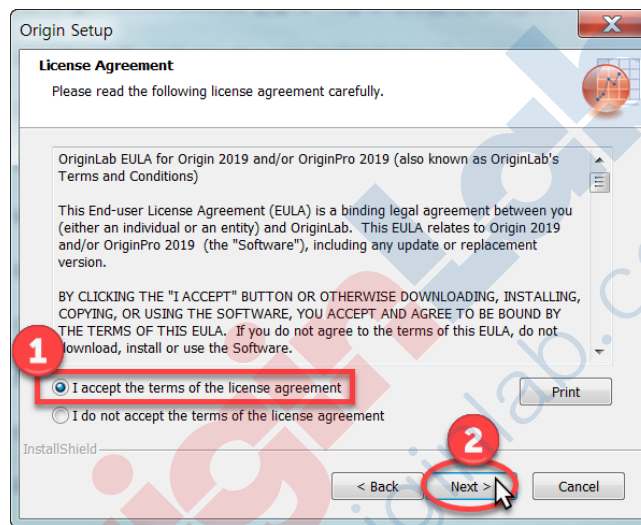 Origin Setup
License Agreement
Please read the following license agreement carefully.
OriginLab EULA for Origin 2019 and/or OriginPro 2019 (also known as OriginLab's
Terms and Conditions)
This End-user License Agreement (EULA) is a binding legal agreement between you
(either an individual or an entity) and OriginLab. This EULA relates to Origin 2019
and/or OriginPro 2019 (the "Software"), including any update or replacement
version.
BY CLICKING THE "I ACCEPT" BUTTON OR OTHERWISE DOWNLOADING, INSTALLING,
COPYING, OR USING THE SOFTWARE, YOU ACCEPT AND AGREE TO BE BOUND BY
THE TERMS OF THIS EULA. If you do not agree to the terms of this EULA, do not
download, install or use the Software.
1
I accept the terms of the license agreement
Print
I do not accept the terms of the license agreement
InstallShield
2
< Back
Next >
Cancel